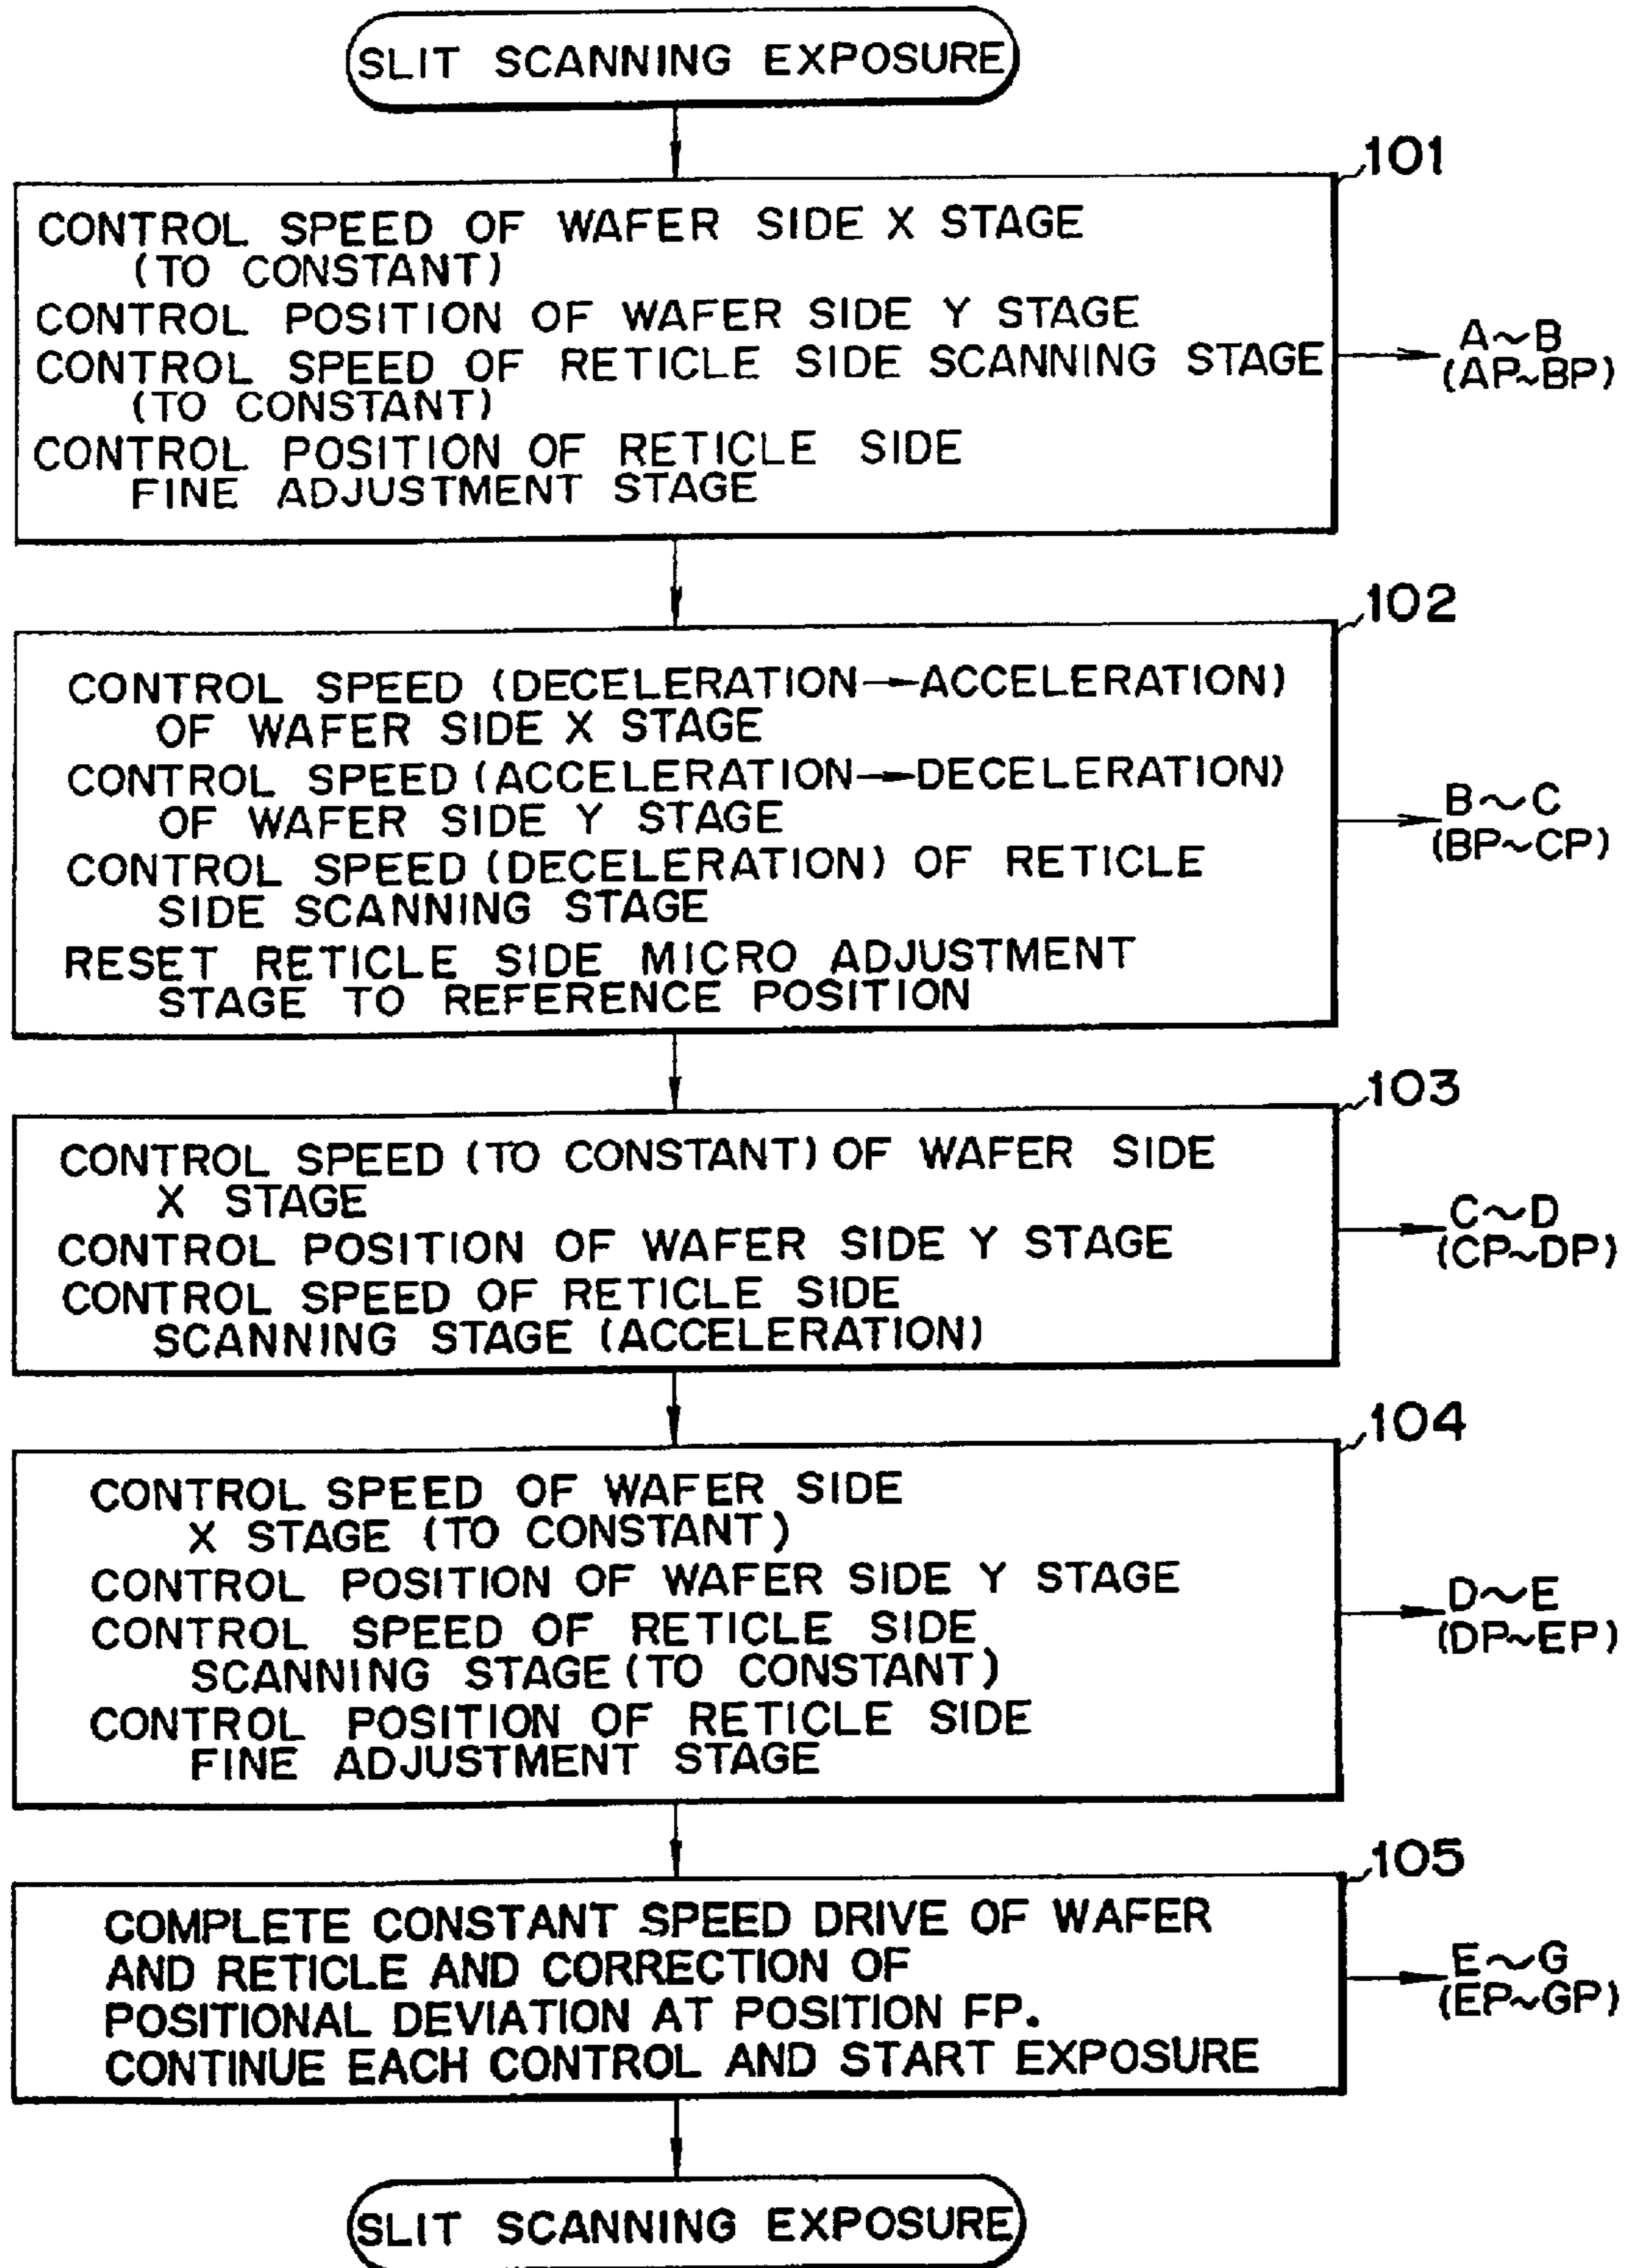 SLIT SCANNING EXPOSURE
101
CONTROL SPEED OF WAFER SIDE X STAGE
(TO CONSTANT)
CONTROL POSITION OF WAFER SIDE Y STAGE
CONTROL SPEED OF RETICLE SIDE SCANNING STAGE
(TO CONSTANT)
CONTROL POSITION OF RETICLE SIDE
FINE ADJUSTMENT STAGE
A~B
(AP~BP)
102
CONTROL SPEED (DECELERATION→ACCELERATION)
OF WAFER SIDE X STAGE
CONTROL SPEED (ACCELERATION→DECELERATION)
OF WAFER SIDE Y STAGE
CONTROL SPEED (DECELERATION) OF RETICLE
SIDE SCANNING STAGE
RESET RETICLE SIDE MICRO ADJUSTMENT
STAGE TO REFERENCE POSITION
B~C
(BP~CP)
103
CONTROL SPEED (TO CONSTANT) OF WAFER SIDE
X STAGE
CONTROL POSITION OF WAFER SIDE Y STAGE
CONTROL SPEED OF RETICLE SIDE
SCANNING STAGE (ACCELERATION)
C~D
(CP~DP)
104
CONTROL SPEED OF WAFER SIDE
X STAGE (TO CONSTANT)
CONTROL POSITION OF WAFER SIDE Y STAGE
CONTROL SPEED OF RETICLE SIDE
SCANNING STAGE (TO CONSTANT)
CONTROL POSITION OF RETICLE SIDE
FINE ADJUSTMENT STAGE
D~E
(DP~EP)
105
COMPLETE CONSTANT SPEED DRIVE OF WAFER
AND RETICLE AND CORRECTION OF
POSITIONAL DEVIATION AT POSITION FP.
CONTINUE EACH CONTROL AND START EXPOSURE
E~G
(EP~GP)
SLIT SCANNING EXPOSURE